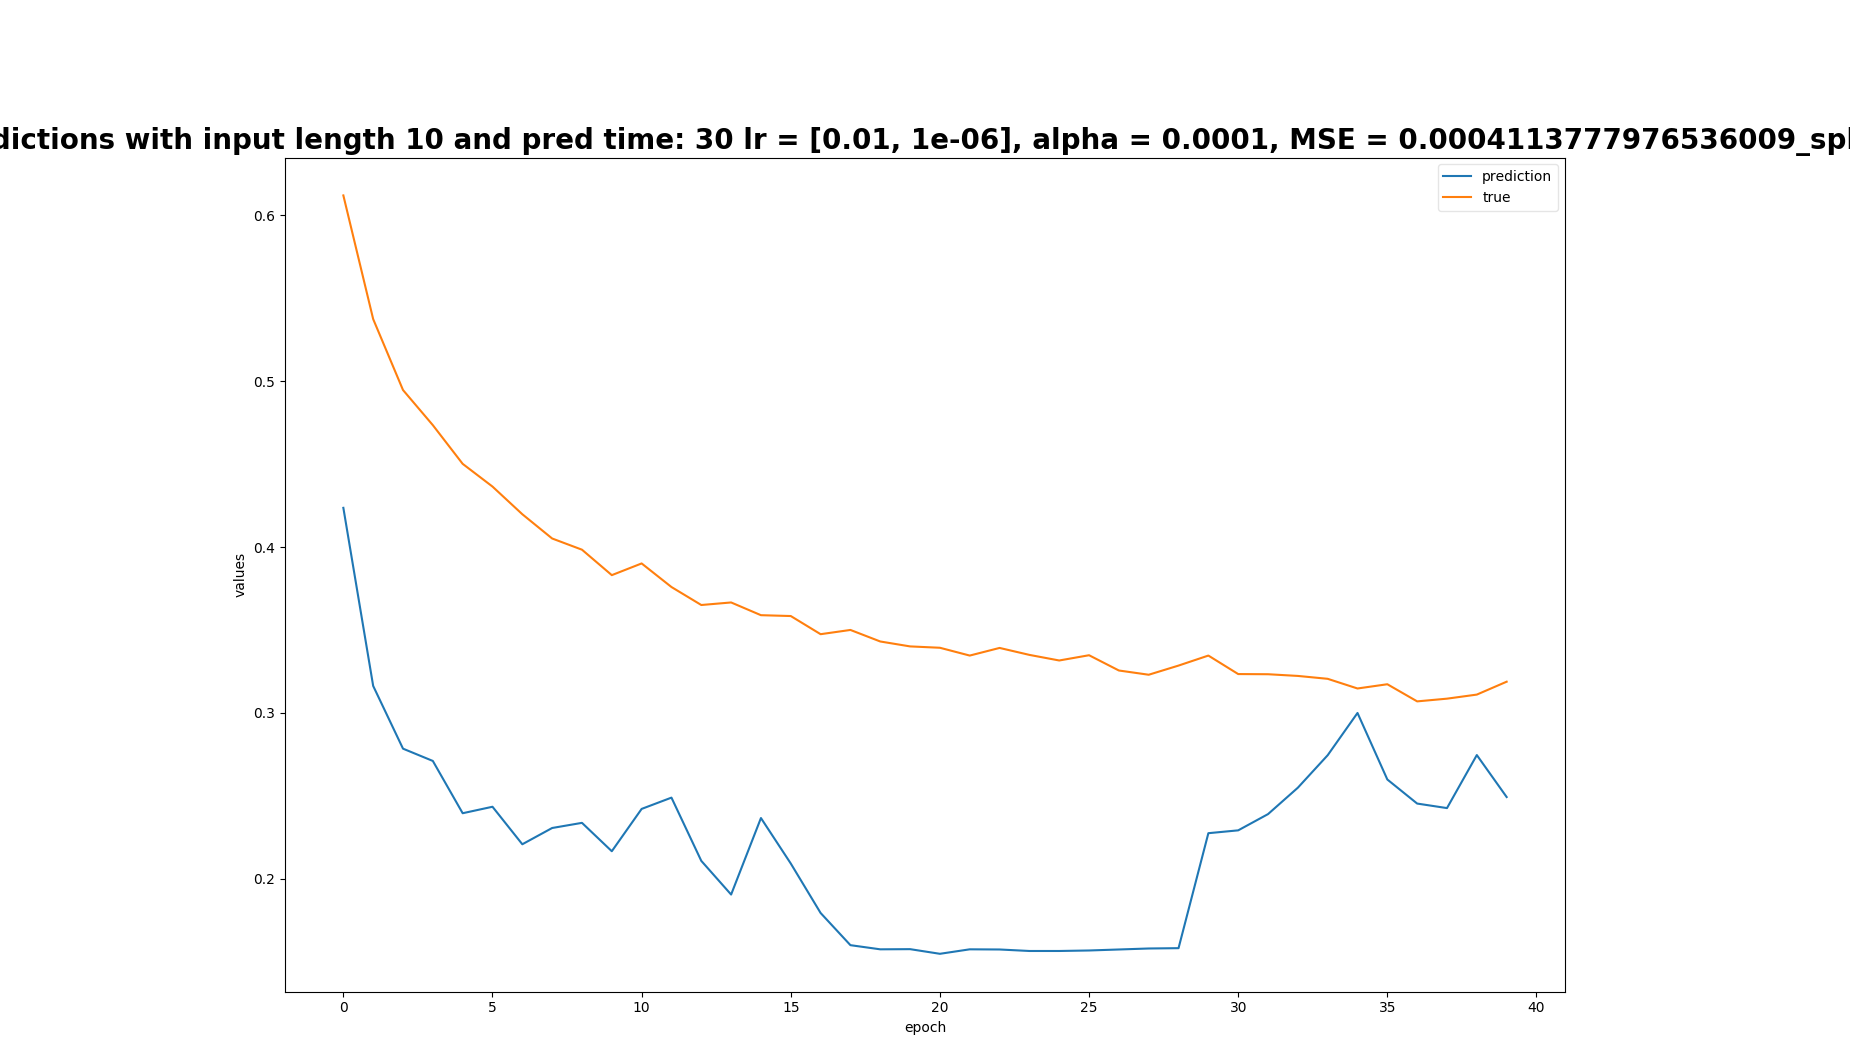 dictions with input length 10 and pred time: 30 lr = [0.01, 1e-06], alpha = 0.0001, MSE = 0.0004113777976536009_spl
prediction
true
0.6
0.5
0.4
0.3
0.2
values
0 5 10 15 20 25 30 35 40
epoch